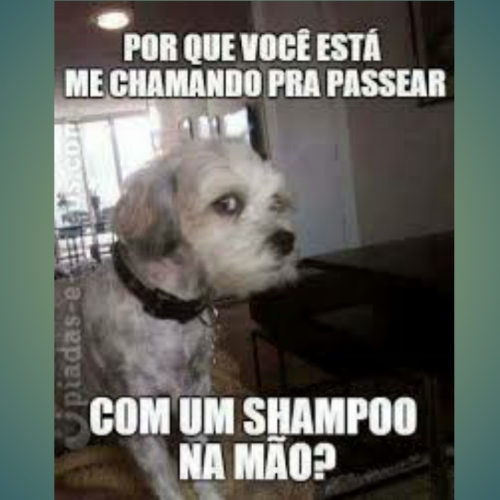 POR QUE VOCÊ ESTÁ
ME CHAMANDO PRA PASSEAR
COM UM SHAMPOO
NA MÃO?